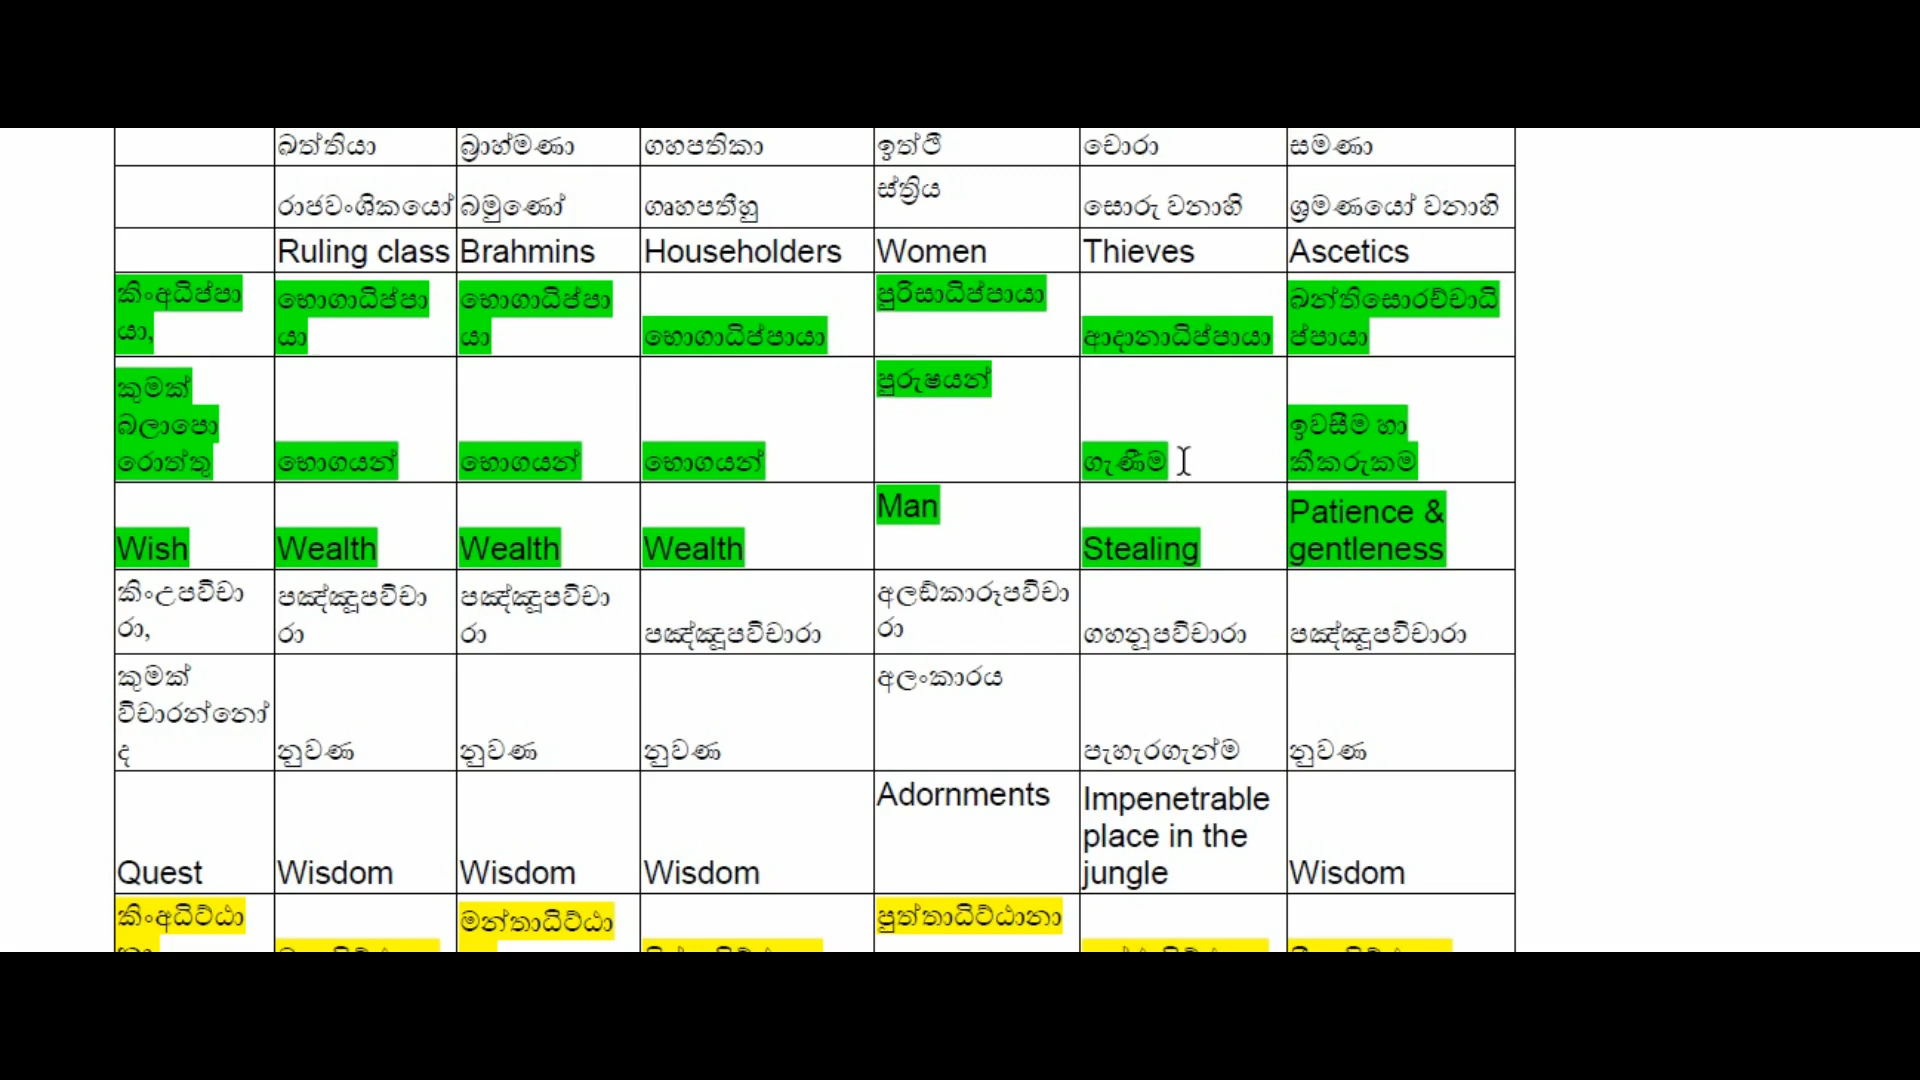 ඛත්තියා බ්‍රාහ්මණා ගහපතිකා ඉත්ථි චොරා සමණා
රාජවංශිකයෝ බමුණෝ ගෘහපතීහු ස්ත්‍රිය සොරු වනාහි ශ්‍රමණයෝ වනාහි
Ruling class Brahmins Householders Women Thieves Ascetics
කිංඅධිප්පා
යා,
භොගාධිප්පා
යා
භොගාධිප්පා
යා
භොගාධිප්පායා
පුරිසාධිප්පායා
ආදානාධිප්පායා
ඛන්තිසොරච්චාධි
ප්පායා
කුමක්
බලාපො
රොත්තු
භොගයන්
භොගයන්
භොගයන්
පුරුෂයන්
ගැණීම
ඉවසීම හා
කීකරුකම
Wish
Wealth
Wealth
Wealth
Man
Stealing
Patience &
gentleness
කිංඋපවිචා
රා,
පඤ්ඤූපවිචා
රා
පඤ්ඤූපවිචා
රා
පඤ්ඤූපවිචාරා
අලඞ්කාරූපවිචා
රා
ගහනූපවිචාරා
පඤ්ඤූපවිචාරා
කුමක්
විචාරන්නෝ
ද
නුවණ
නුවණ
නුවණ
අලංකාරය
පැහැරගැන්ම
නුවණ
Quest
Wisdom
Wisdom
Wisdom
Adornments
Impenetrable
place in the
jungle
Wisdom
කිංඅධිට්ඨා
මන්තාධිට්ඨා
පුත්තාධිට්ඨානා